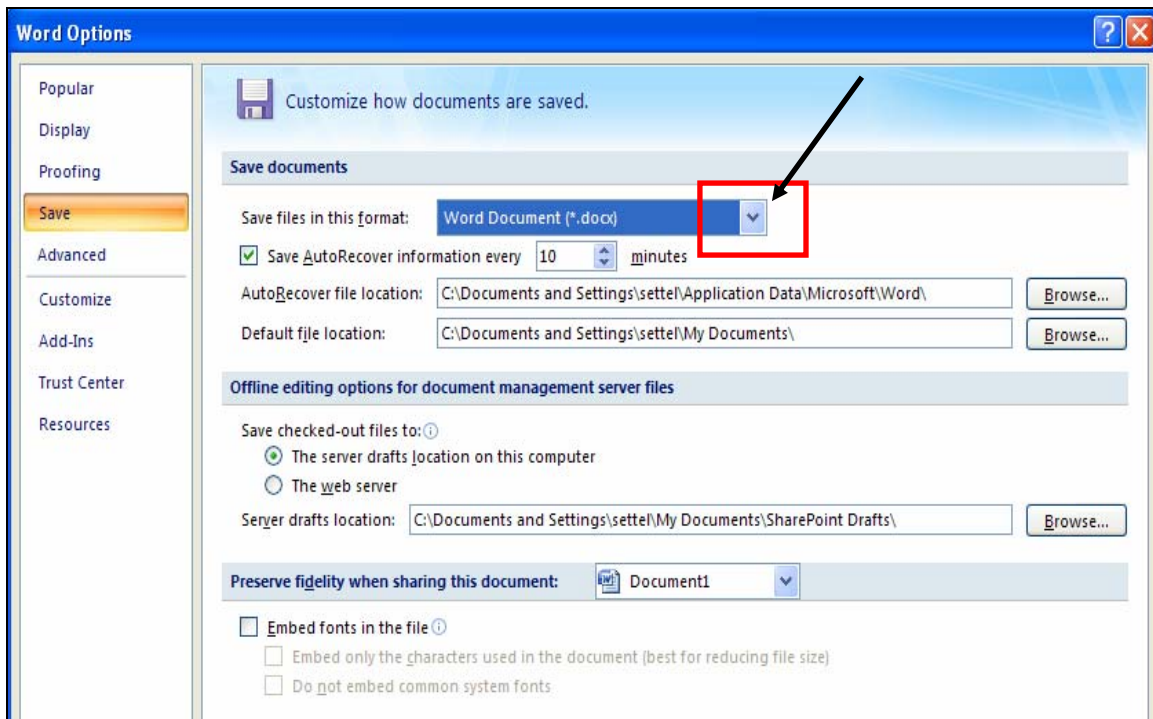 Word Options
Popular
Display
Proofing
Save
Advanced
Customize
Add-Ins
Trust Center
Resources
Customize how documents are saved.
Save documents
Save files in this format: Word Document (*.docx)
Save AutoRecover information every 10 minutes
AutoRecover file location: C:\Documents and Settings\settel\Application Data\Microsoft\Word\ Browse...
Default file location: C:\Documents and Settings\settel\My Documents\ Browse...
Offline editing options for document management server files
Save checked-out files to:
The server drafts location on this computer
The web server
Server drafts location: C:\Documents and Settings\settel\My Documents\SharePoint Drafts\ Browse...
Preserve fidelity when sharing this document: Document1
Embed fonts in the file
Embed only the characters used in the document (best for reducing file size)
Do not embed common system fonts